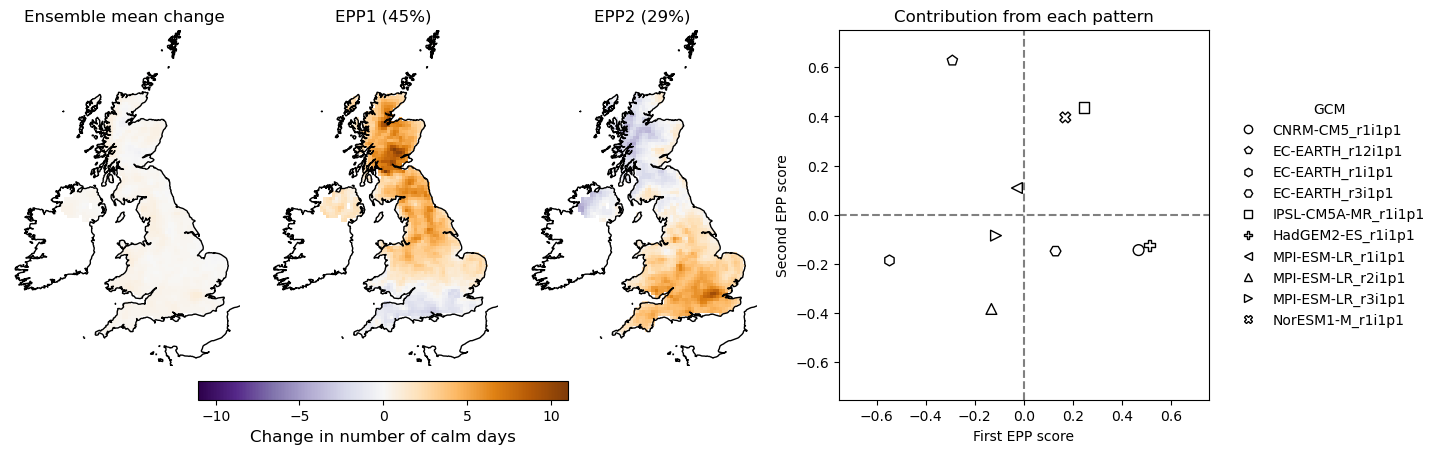 Ensemble mean change
EPP1 (45%)
EPP2 (29%)
−10
−5
0
5
10
Change in number of calm days
Contribution from each pattern
Second EPP score
0.6
0.4
0.2
0.0
−0.2
−0.4
−0.6
−0.6
−0.4
−0.2
0.0
0.2
0.4
0.6
First EPP score
GCM
CNRM-CM5_r1i1p1
EC-EARTH_r12i1p1
EC-EARTH_r1i1p1
EC-EARTH_r3i1p1
IPSL-CM5A-MR_r1i1p1
HadGEM2-ES_r1i1p1
MPI-ESM-LR_r1i1p1
MPI-ESM-LR_r2i1p1
MPI-ESM-LR_r3i1p1
NorESM1-M_r1i1p1